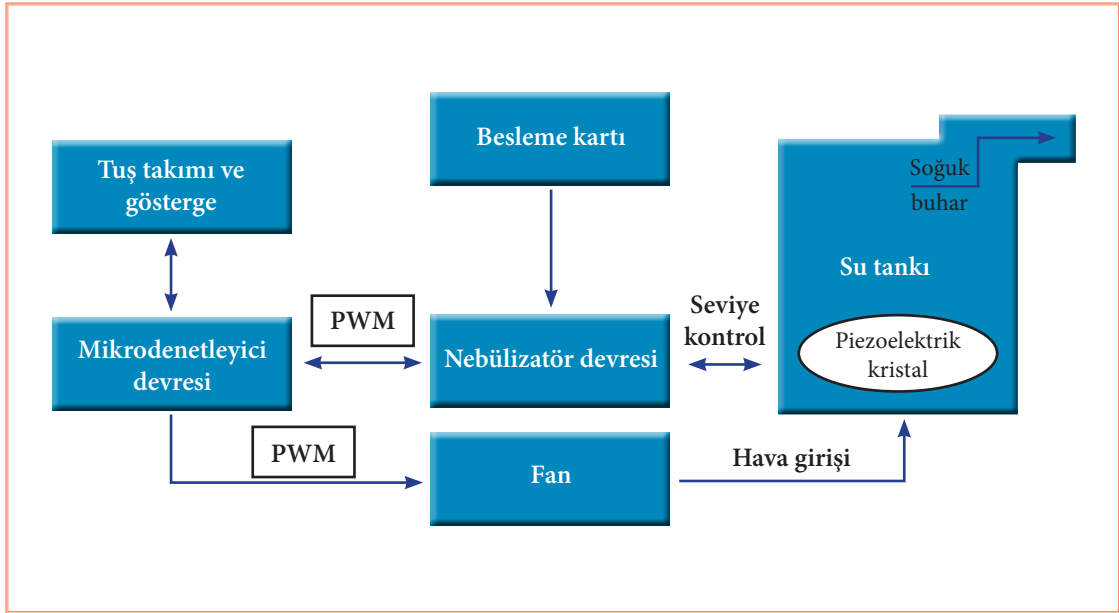 Besleme kartı
Tuş takımı ve
gösterge
Soğuk
buhar
Su tankı
Seviye
kontrol
PWM
Mikrodenetleyici
devresi
Nebülizatör devresi
Piezoelektrik
kristal
PWM
Fan
Hava girişi